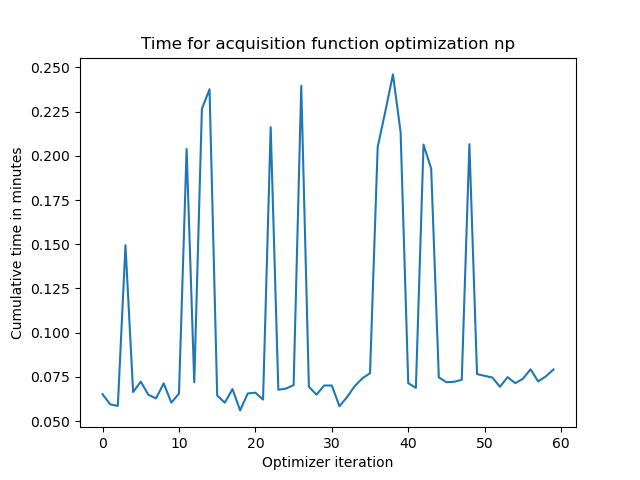 Time for acquisition function optimization np
Cumulative time in minutes
0.250
0.225
0.200
0.175
0.150
0.125
0.100
0.075
0.050
0 10 20 30 40 50 60
Optimizer iteration